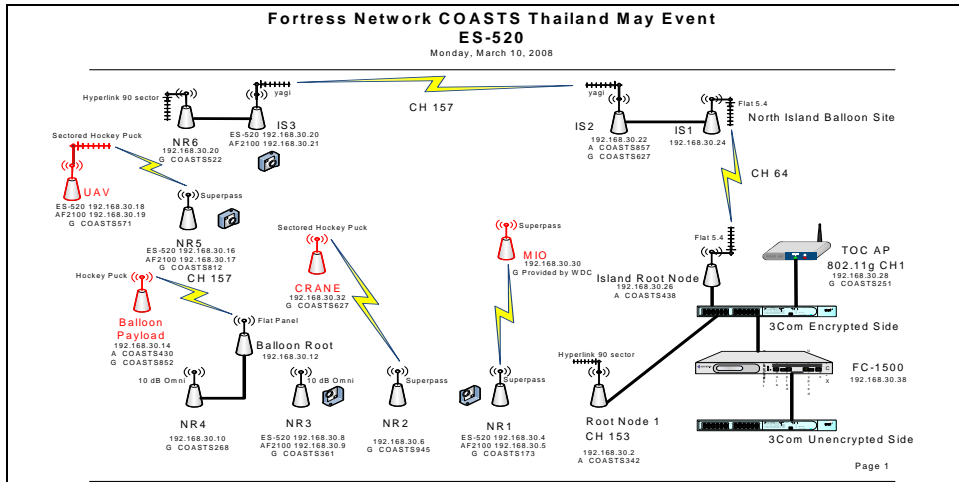 Fortress Network COASTS Thailand May Event
ES-520
Monday, March 10, 2008
Hyperlink 90 sector
yagi
NR6
192.168.30.20
G COASTS522
IS3
ES-520 192.168.30.20
AF2100 192.168.30.21
CH 157
yagi
IS2
192.168.30.22
A COASTS857
G COASTS627
Flat 5.4
IS1
192.168.30.24
North Island Balloon Site
Sectored Hockey Puck
UAV
ES-520 192.168.30.18
AF2100 192.168.30.19
G COASTS571
Superpass
NR5
ES-520 192.168.30.16
AF2100 192.168.30.17
G COASTS812
CH 157
CH 64
Hockey Puck
Balloon
Payload
192.168.30.14
A COASTS430
G COASTS852
Flat Panel
Balloon Root
192.168.30.12
Sectored Hockey Puck
CRANE
192.168.30.32
G COASTS627
Superpass
MIO
192.168.30.30
G Provided by WDC
Flat 5.4
Island Root Node
192.168.30.26
A COASTS438
TOC AP
802.11g CH1
192.168.30.28
G COASTS251
3Com Encrypted Side
FC-1500
192.168.30.38
3Com Unencrypted Side
10 dB Omni
NR4
192.168.30.10
G COASTS268
10 dB Omni
NR3
ES-520 192.168.30.8
AF2100 192.168.30.9
G COASTS361
Superpass
NR2
192.168.30.6
G COASTS945
Superpass
NR1
ES-520 192.168.30.4
AF2100 192.168.30.5
G COASTS173
Hyperlink 90 sector
Root Node 1
CH 153
192.168.30.2
A COASTS342
Page 1